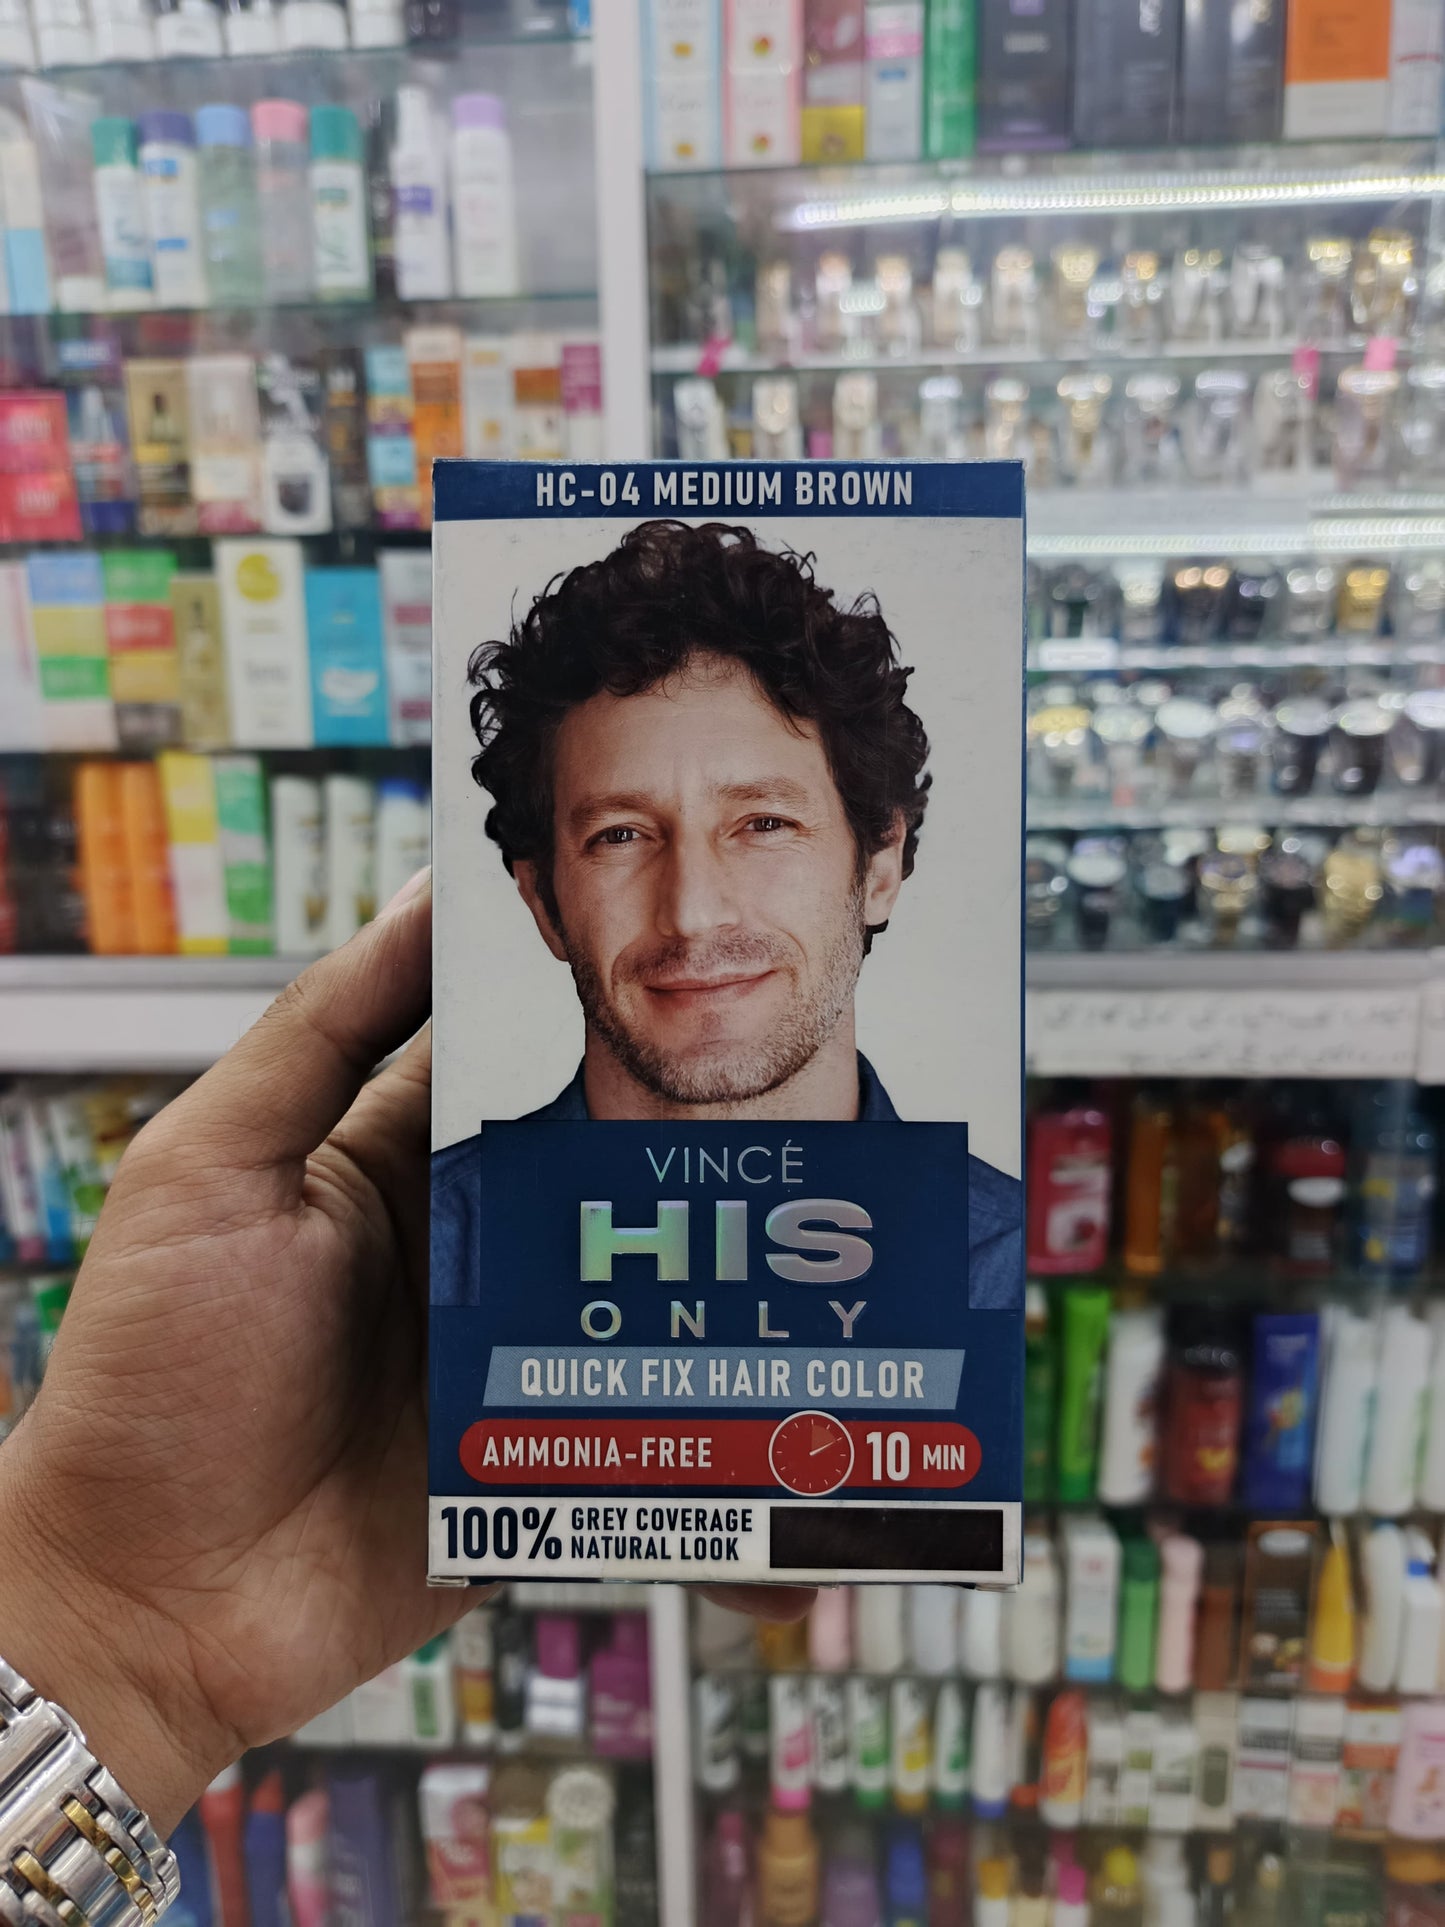 HC-04 MEDIUM BROWN
VINCÉ
HIS
ONLY
QUICK FIX HAIR COLOR
AMMONIA-FREE 10 MIN
100% GREY COVERAGE
NATURAL LOOK